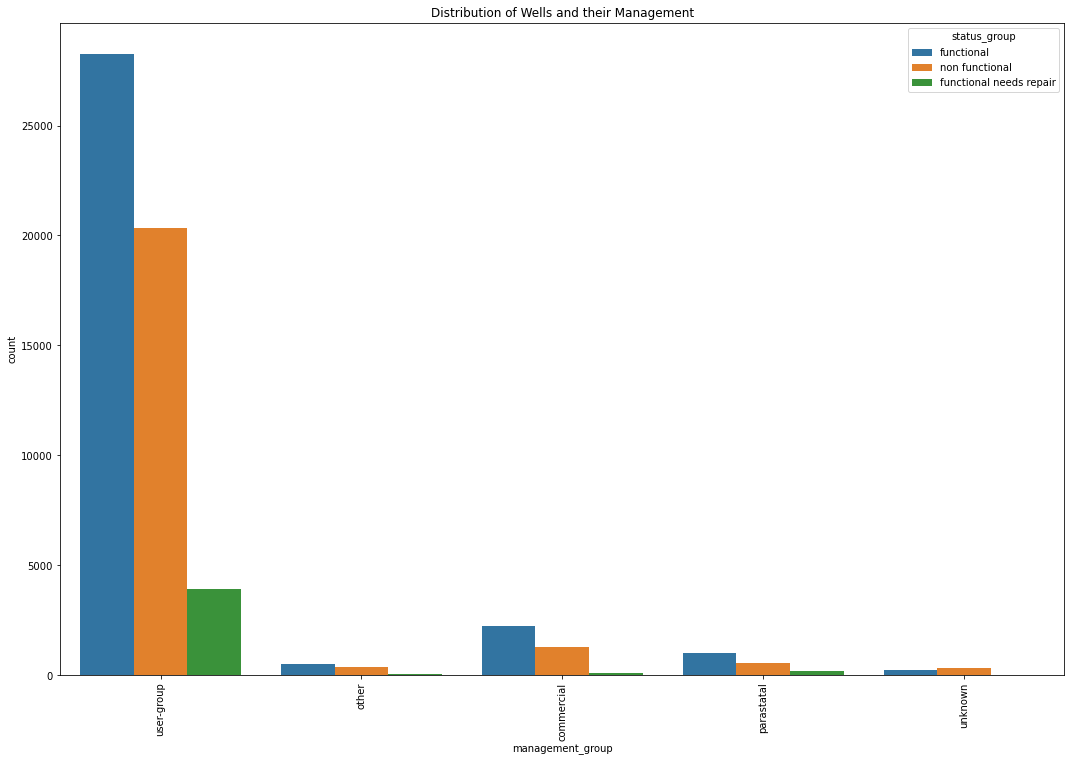 Distribution of Wells and their Management
status_group
functional
non functional
functional needs repair
25000
20000
15000
10000
5000
0
count
user-group
other
commercial
parastatal
unknown
management_group